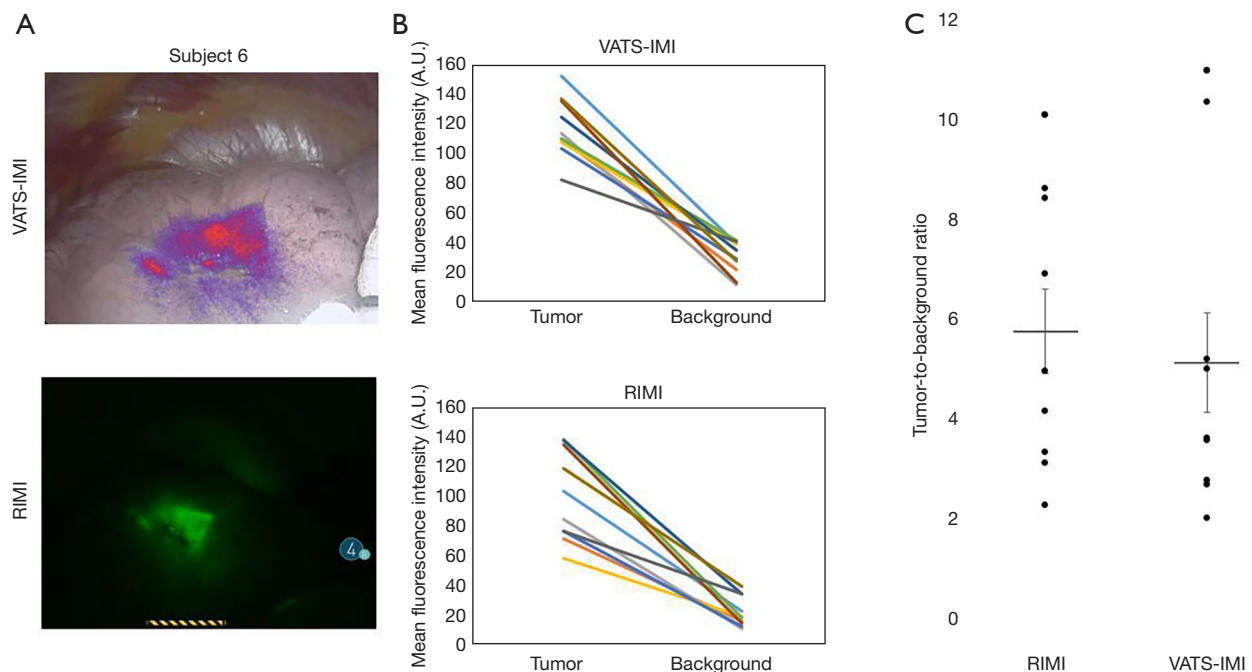 A
Subject 6
VATS-IMI
RIMI
4
B
VATS-IMI
Mean fluorescence intensity (A.U.)
160
140
120
100
80
60
40
20
0
Tumor Background
RIMI
Mean fluorescence intensity (A.U.)
160
140
120
100
80
60
40
20
0
Tumor Background
C
Tumor-to-background ratio
12
10
8
6
4
2
0
RIMI VATS-IMI